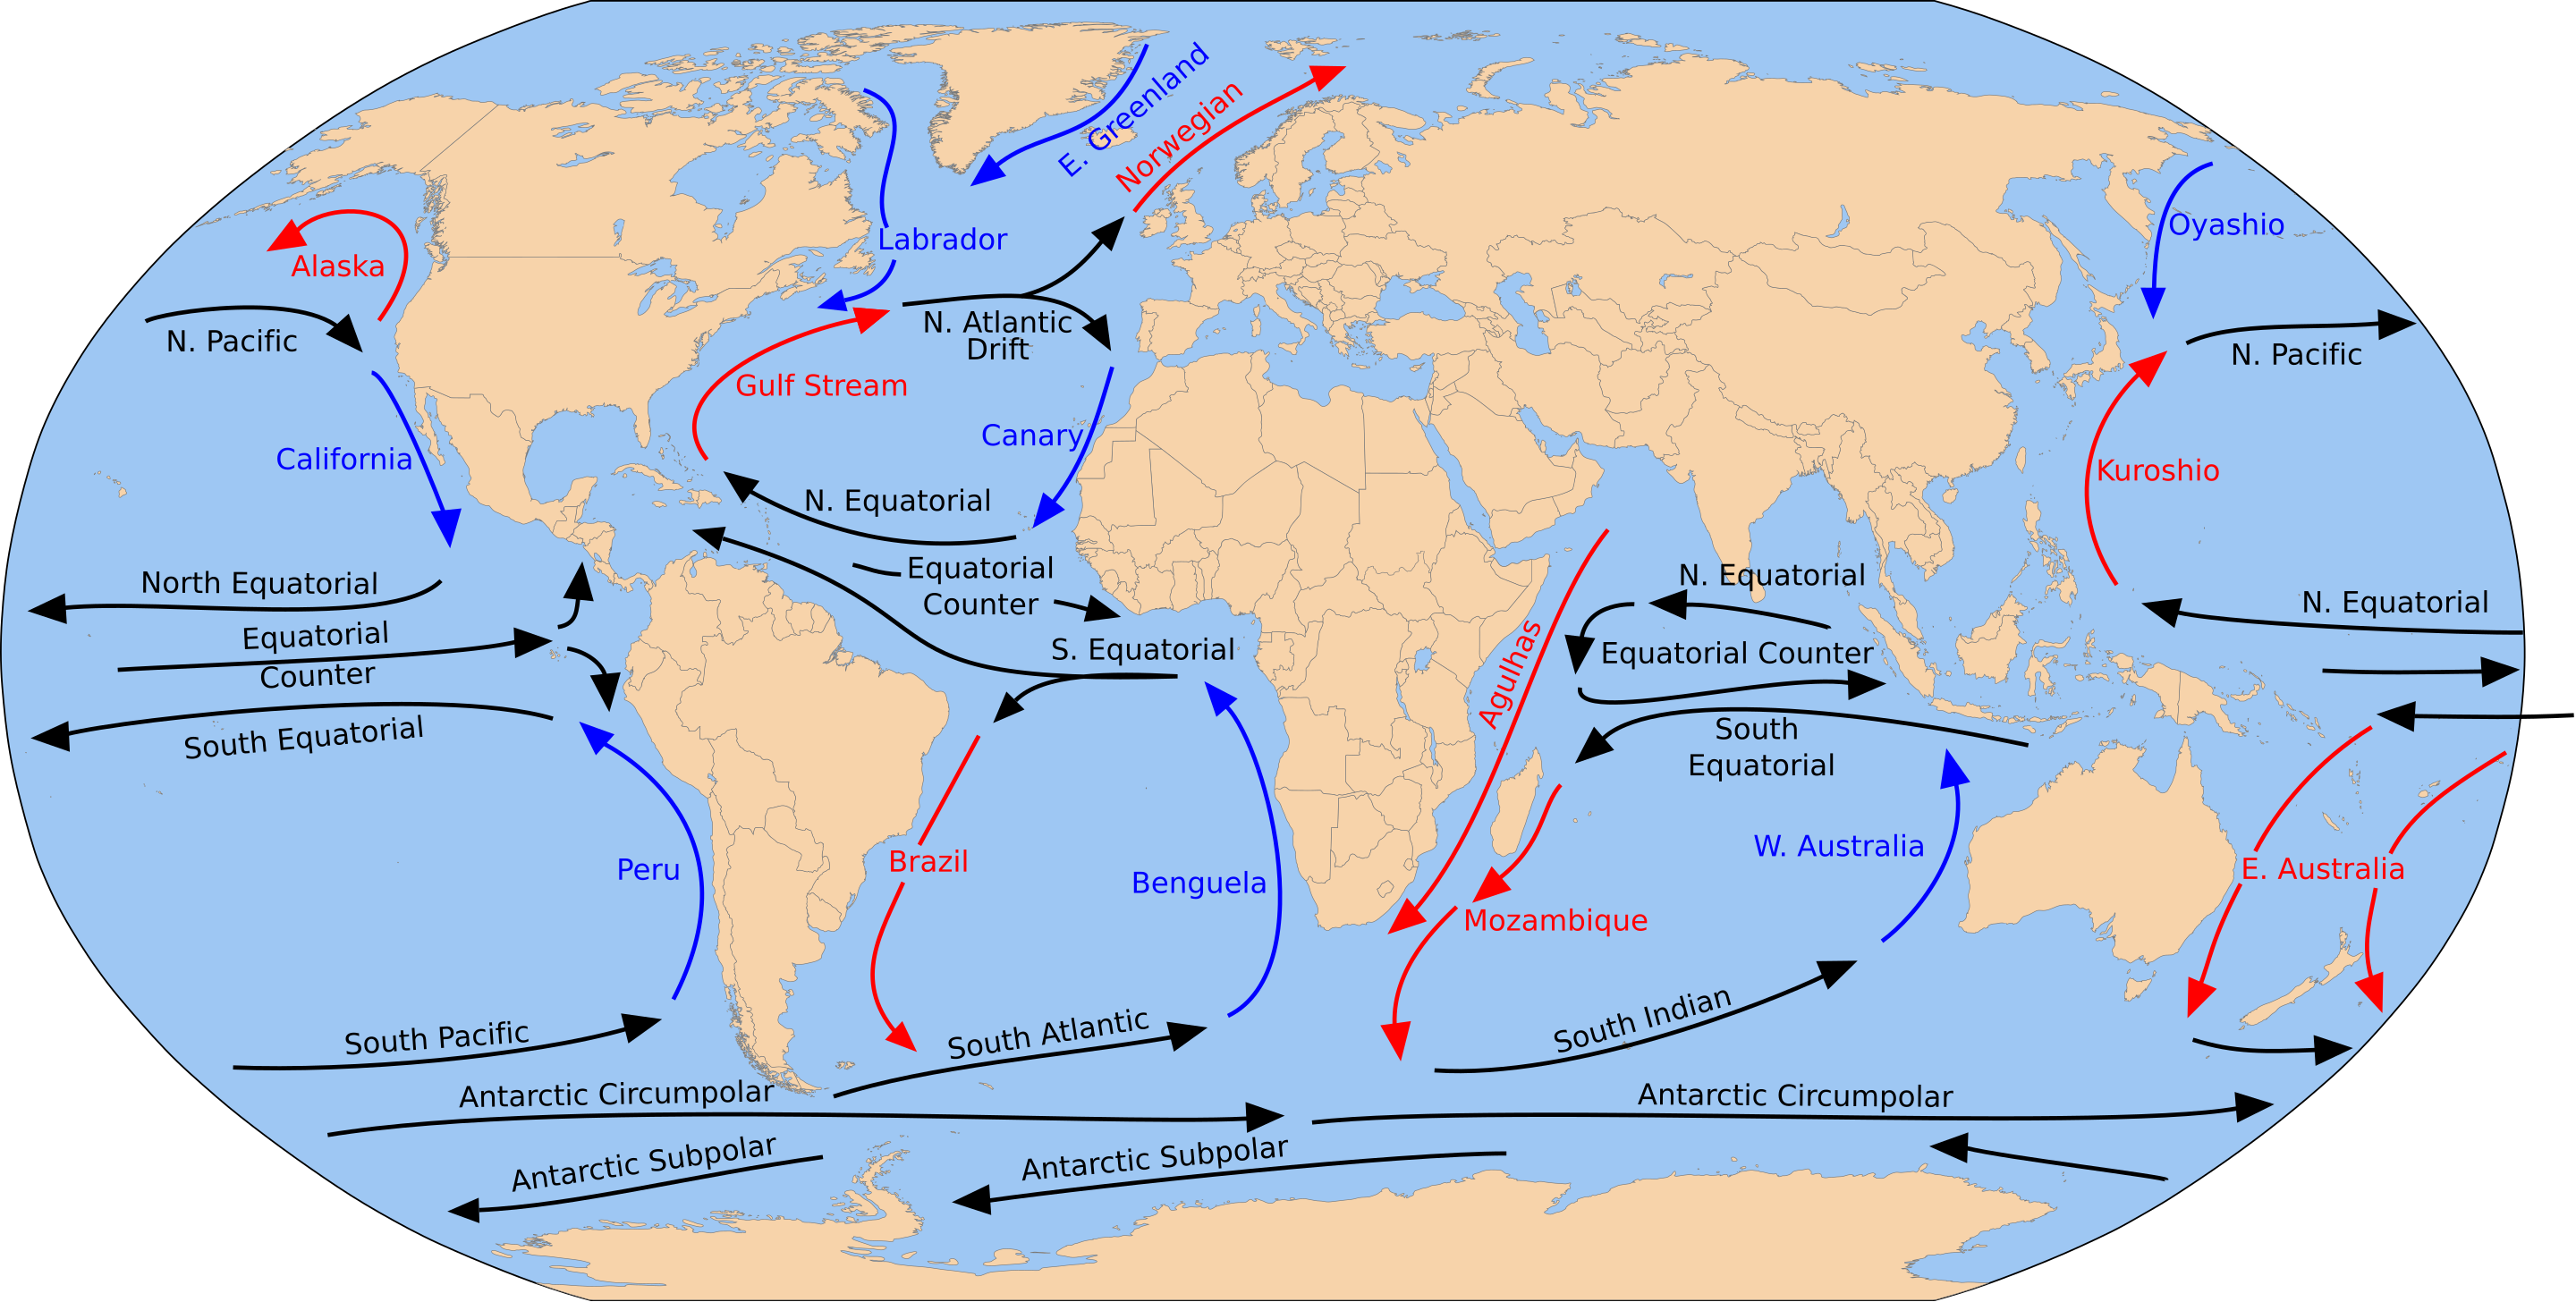 E. Greenland
Norwegian
Labrador
Oyashio
Alaska
N. Pacific
N. Atlantic
Drift
N. Pacific
Gulf Stream
Canary
California
Kuroshio
N. Equatorial
North Equatorial
Equatorial
Counter
N. Equatorial
N. Equatorial
Equatorial
Counter
S. Equatorial
Agulhas
Equatorial Counter
South Equatorial
South
Equatorial
Peru
Brazil
Benguela
W. Australia
E. Australia
Mozambique
South Pacific
South Atlantic
South Indian
Antarctic Circumpolar
Antarctic Circumpolar
Antarctic Subpolar
Antarctic Subpolar